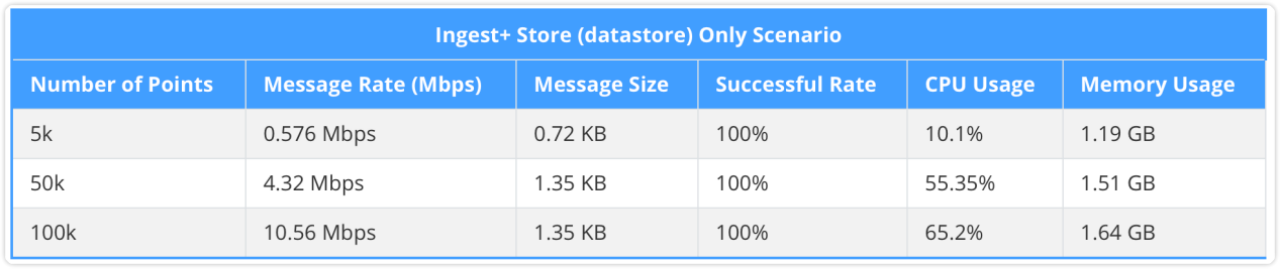 Ingest+ Store (datastore) Only Scenario
Number of Points Message Rate (Mbps) Message Size Successful Rate CPU Usage Memory Usage
5k 0.576 Mbps 0.72 KB 100% 10.1% 1.19 GB
50k 4.32 Mbps 1.35 KB 100% 55.35% 1.51 GB
100k 10.56 Mbps 1.35 KB 100% 65.2% 1.64 GB